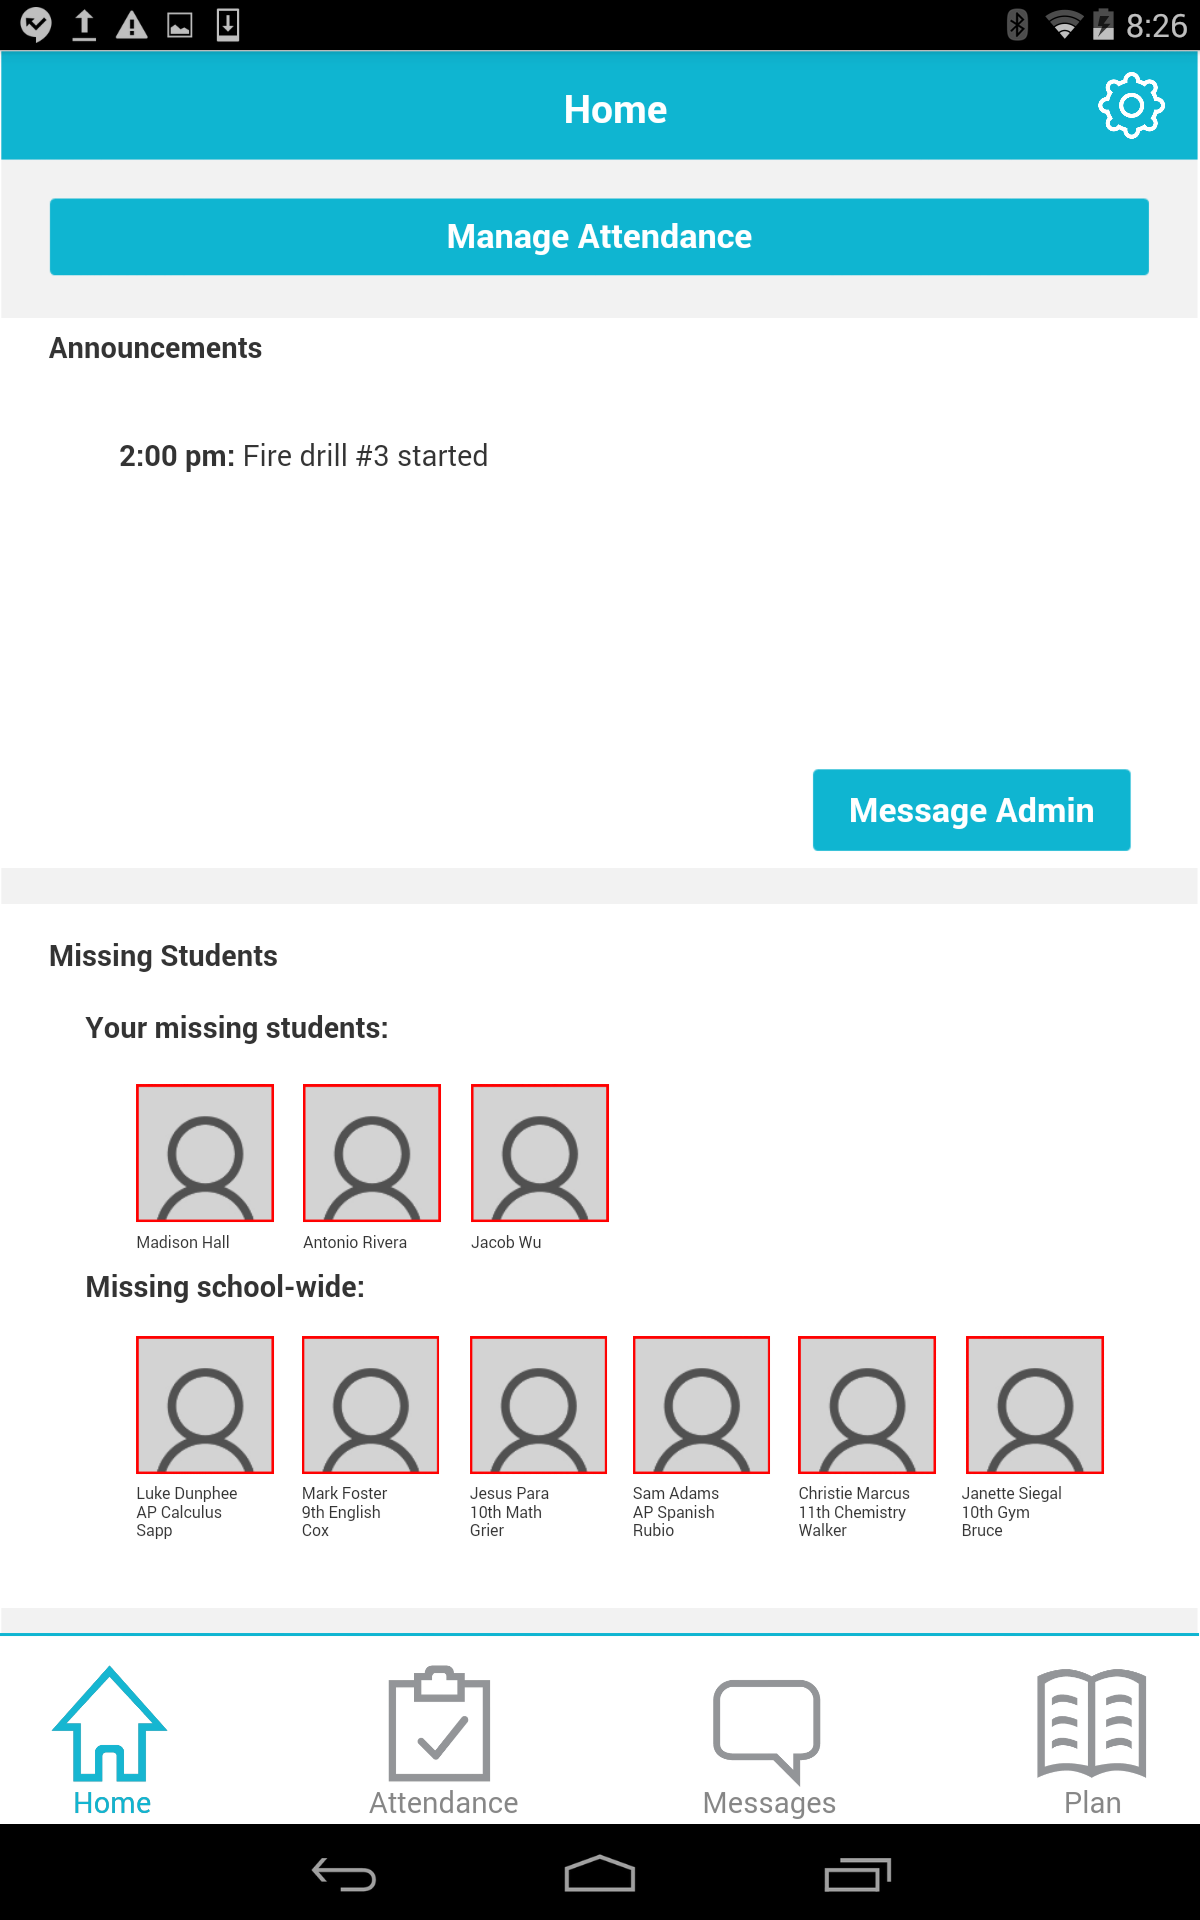 8:26
Home
Manage Attendance
Announcements
2:00 pm: Fire drill #3 started
Message Admin
Missing Students
Your missing students:
Madison Hall
Antonio Rivera
Jacob Wu
Missing school-wide:
Luke Dunphee
AP Calculus
Sapp
Mark Foster
9th English
Cox
Jesus Para
10th Math
Grier
Sam Adams
AP Spanish
Rubio
Christie Marcus
11th Chemistry
Walker
Janette Siegal
10th Gym
Bruce
Home
Attendance
Messages
Plan